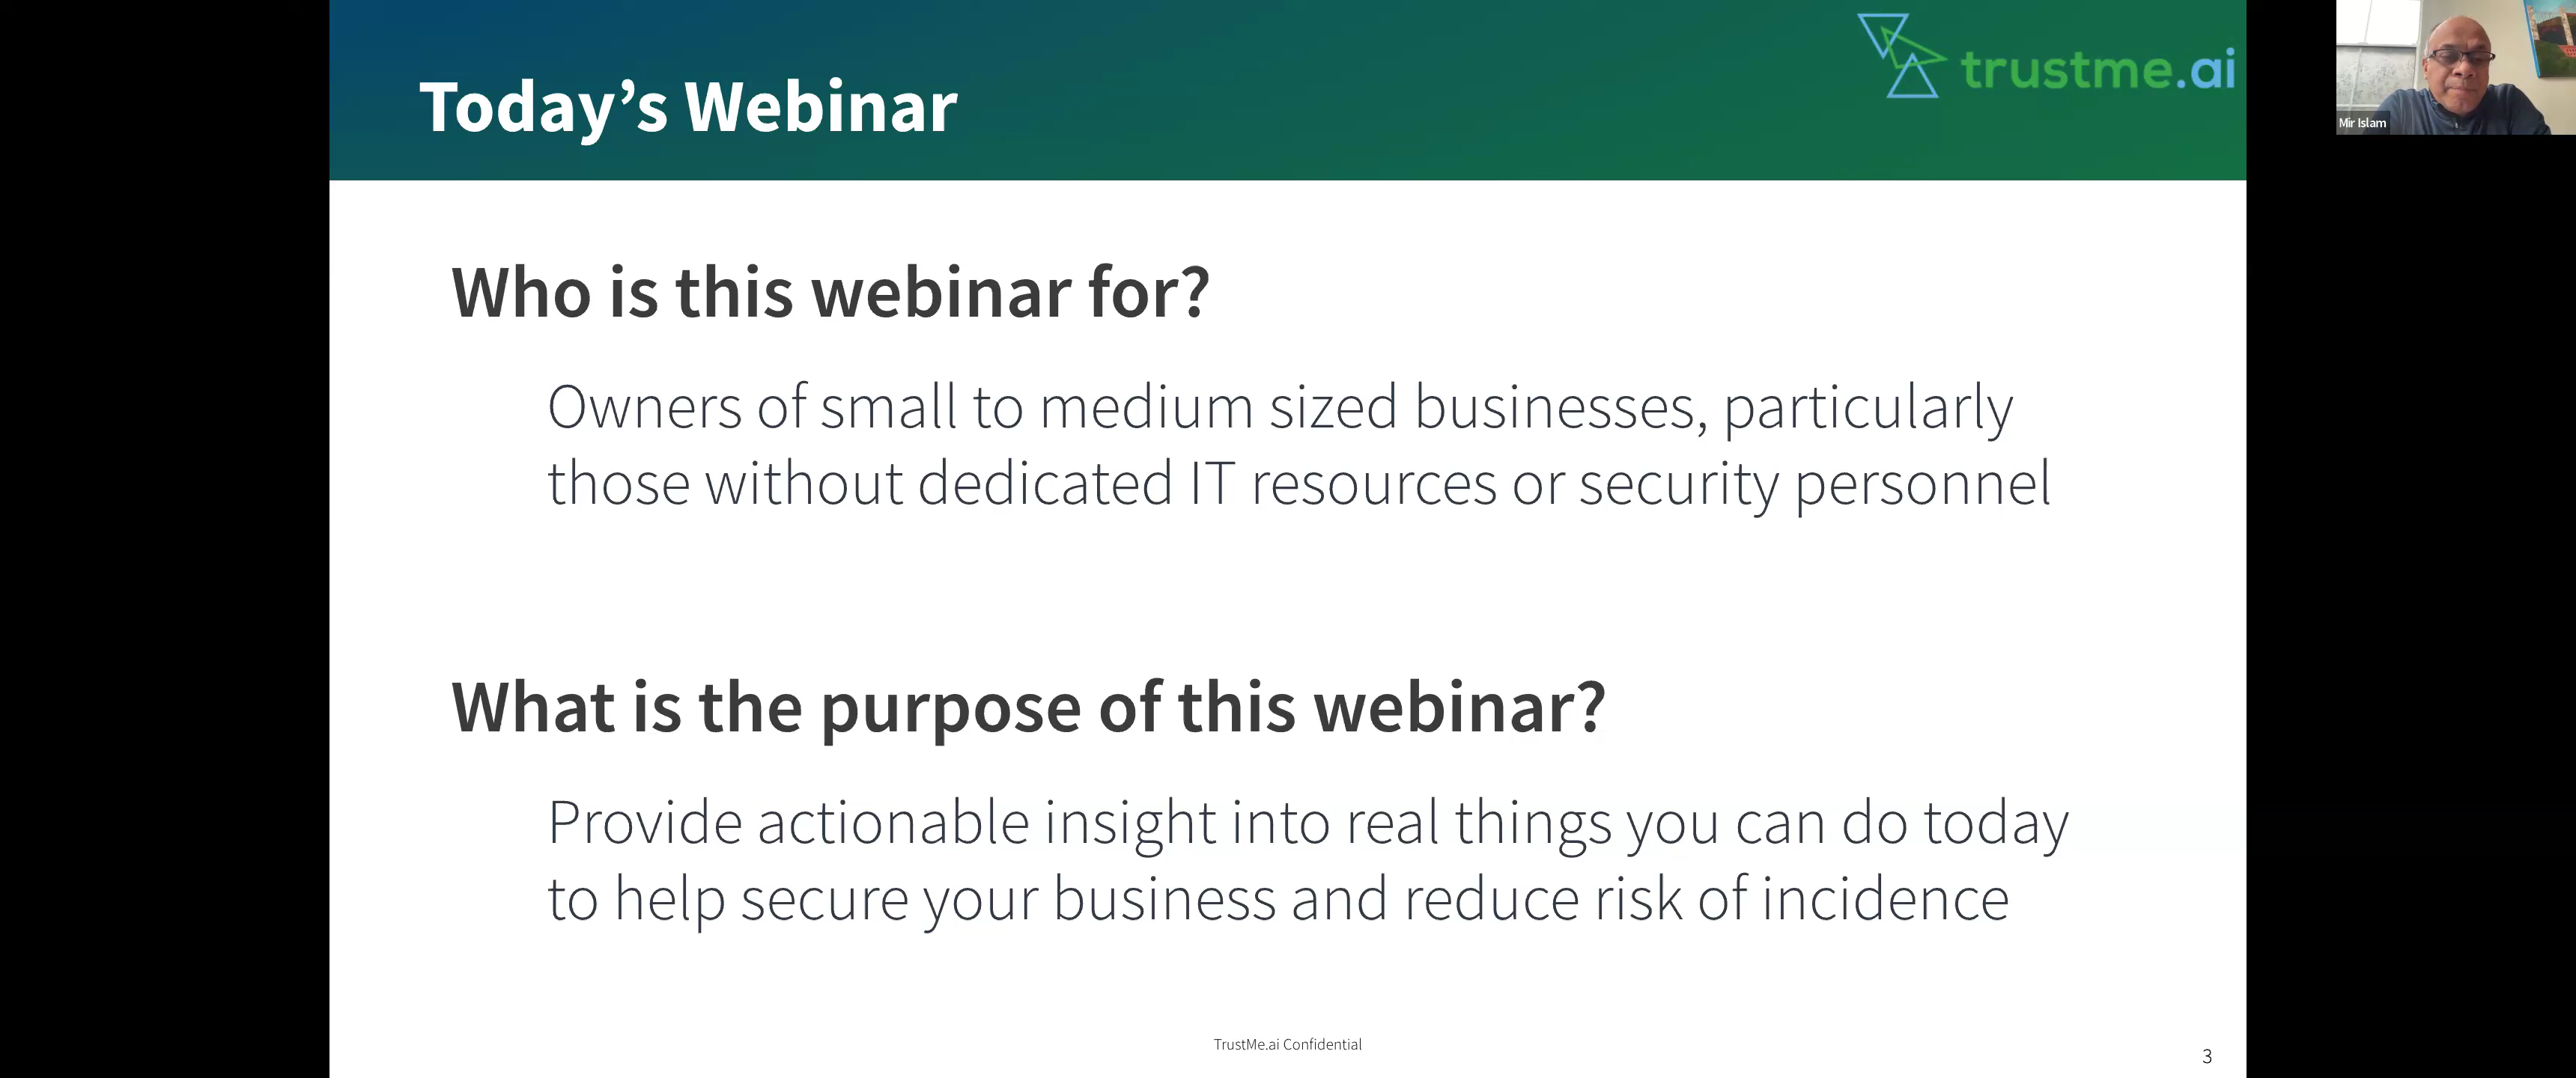 Today’s Webinar
trustme.ai
Mir Islam
Who is this webinar for?
Owners of small to medium sized businesses, particularly
those without dedicated IT resources or security personnel
What is the purpose of this webinar?
Provide actionable insight into real things you can do today
to help secure your business and reduce risk of incidence
TrustMe.ai Confidential
3